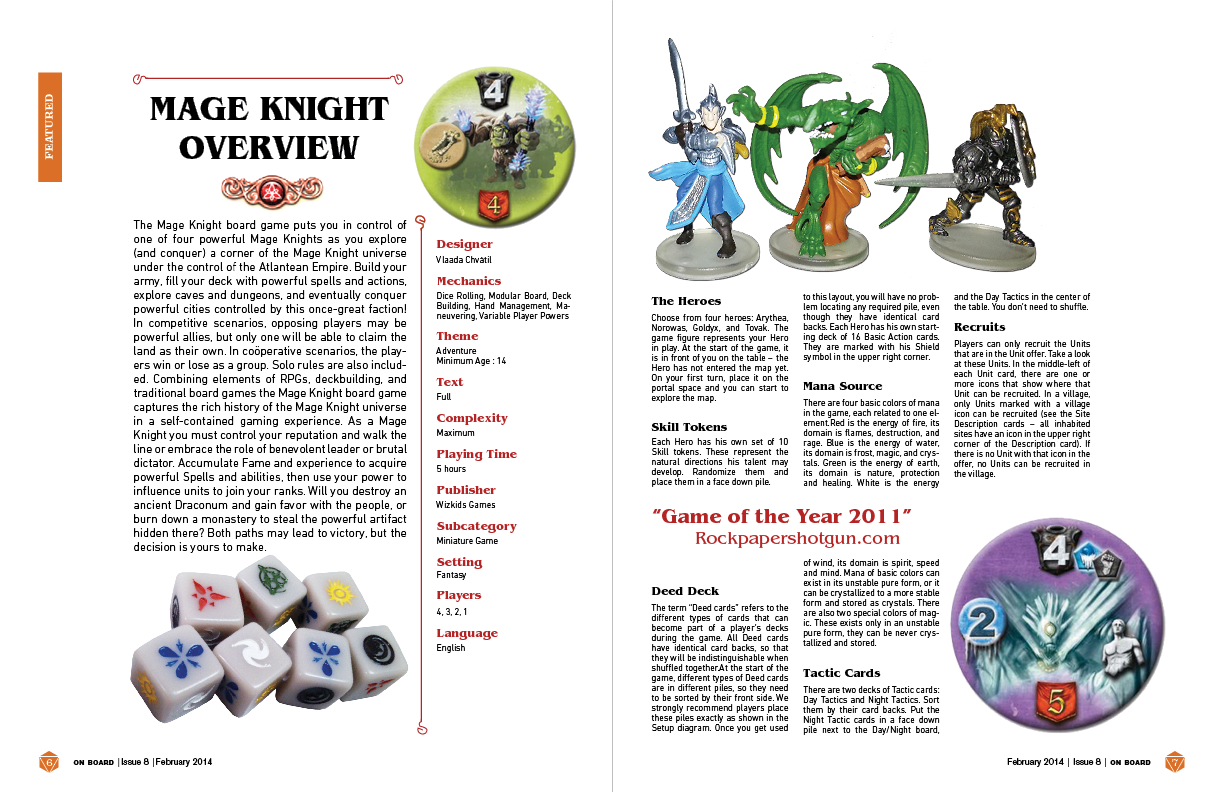 FEATURED
MAGE KNIGHT
OVERVIEW
The Mage Knight board game puts you in control of
one of four powerful Mage Knights as you explore
(and conquer) a corner of the Mage Knight universe
under the control of the Atlantean Empire. Build your
army, fill your deck with powerful spells and actions,
explore caves and dungeons, and eventually conquer
powerful cities controlled by this once-great faction!
In competitive scenarios, opposing players may be
powerful allies, but only one will be able to claim the
land as their own. In coöperative scenarios, the play-
ers win or lose as a group. Solo rules are also includ-
ed. Combining elements of RPGs, deckbuilding, and
traditional board games the Mage Knight board game
captures the rich history of the Mage Knight universe
in a self-contained gaming experience. As a Mage
Knight you must control your reputation and walk the
line or embrace the role of benevolent leader or brutal
dictator. Accumulate Fame and experience to acquire
powerful Spells and abilities, then use your power to
influence units to join your ranks. Will you destroy an
ancient Draconum and gain favor with the people, or
burn down a monastery to steal the powerful artifact
hidden there? Both paths may lead to victory, but the
decision is yours to make.
4
4
Designer
Vlaada Chvátil
Mechanics
Dice Rolling, Modular Board, Deck
Building, Hand Management, Ma-
neuvering, Variable Player Powers
Theme
Adventure
Minimum Age : 14
Text
Full
Complexity
Maximum
Playing Time
5 hours
Publisher
Wizkids Games
Subcategory
Miniature Game
Setting
Fantasy
Players
4, 3, 2, 1
Language
English
6
ON BOARD | Issue 8 | February 2014
The Heroes
Choose from four heroes: Arythea,
Norowas, Goldyx, and Tovak. The
game figure represents your Hero
in play. At the start of the game, it
is in front of you on the table – the
Hero has not entered the map yet.
On your first turn, place it on the
portal space and you can start to
explore the map.
Skill Tokens
Each Hero has his own set of 10
Skill tokens. These represent the
natural directions his talent may
develop. Randomize them and
place them in a face down pile.
to this layout, you will have no prob-
lem locating any required pile, even
though they have identical card
backs. Each Hero has his own start-
ing deck of 16 Basic Action cards.
They are marked with his Shield
symbol in the upper right corner.
Mana Source
There are four basic colors of mana
in the game, each related to one el-
ement.Red is the energy of fire, its
domain is flames, destruction, and
rage. Blue is the energy of water,
its domain is frost, magic, and crys-
tals. Green is the energy of earth,
its domain is nature, protection
and healing. White is the energy
and the Day Tactics in the center of
the table. You don't need to shuffle.
Recruits
Players can only recruit the Units
that are in the Unit offer. Take a look
at these Units. In the middle-left of
each Unit card, there are one or
more icons that show where that
Unit can be recruited. In a village,
only Units marked with a village
icon can be recruited (see the Site
Description cards – all inhabited
sites have an icon in the upper right
corner of the Description card). If
there is no Unit with that icon in the
offer, no Units can be recruited in
the village.
"Game of the Year 2011"
Rockpapershotgun.com
Deed Deck
The term "Deed cards" refers to the
different types of cards that can
become part of a player's decks
during the game. All Deed cards
have identical card backs, so that
they will be indistinguishable when
shuffled together.At the start of the
game, different types of Deed cards
are in different piles, so they need
to be sorted by their front side. We
strongly recommend players place
these piles exactly as shown in the
Setup diagram. Once you get used
of wind, its domain is spirit, speed
and mind. Mana of basic colors can
exist in its unstable pure form, or it
can be crystallized to a more stable
form and stored as crystals. There
are also two special colors of mag-
ic. These exists only in an unstable
pure form, they can be never crys-
tallized and stored.
Tactic Cards
There are two decks of Tactic cards:
Day Tactics and Night Tactics. Sort
them by their card backs. Put the
Night Tactic cards in a face down
pile next to the Day/Night board,
4
2
5
February 2014 | Issue 8 | ON BOARD
7